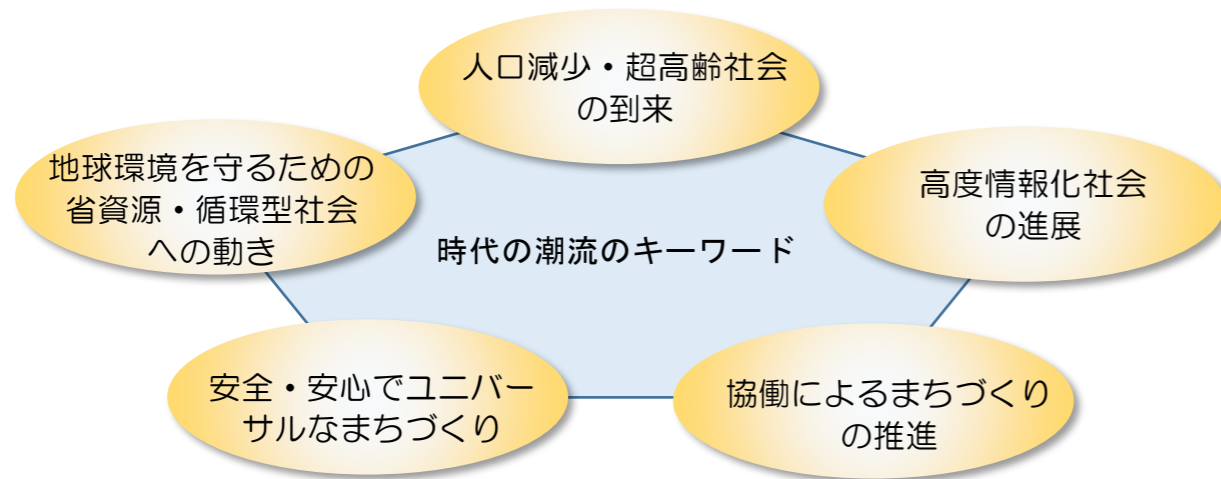 人口減少・超高齢社会
の到来
地球環境を守るための
省資源・循環型社会
への動き
高度情報化社会
の進展
時代の潮流のキーワード
安全・安心でユニバー
サルなまちづくり
協働によるまちづくり
の推進